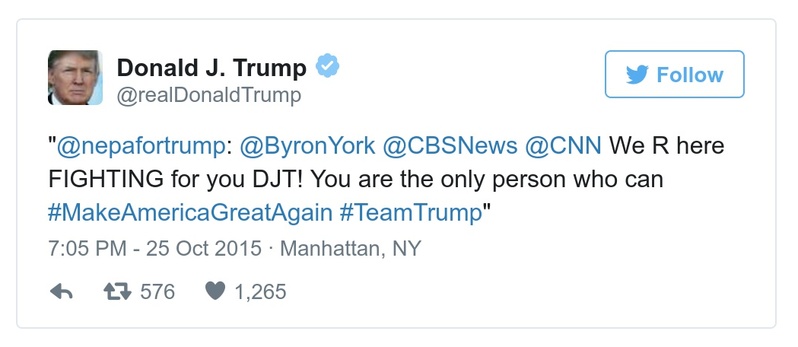 Donald J. Trump
@realDonaldTrump
Follow
"@nepafortrump: @ByronYork @CBSNews @CNN We R here
FIGHTING for you DJT! You are the only person who can
#MakeAmericaGreatAgain #TeamTrump"
7:05 PM - 25 Oct 2015 · Manhattan, NY
576 1,265